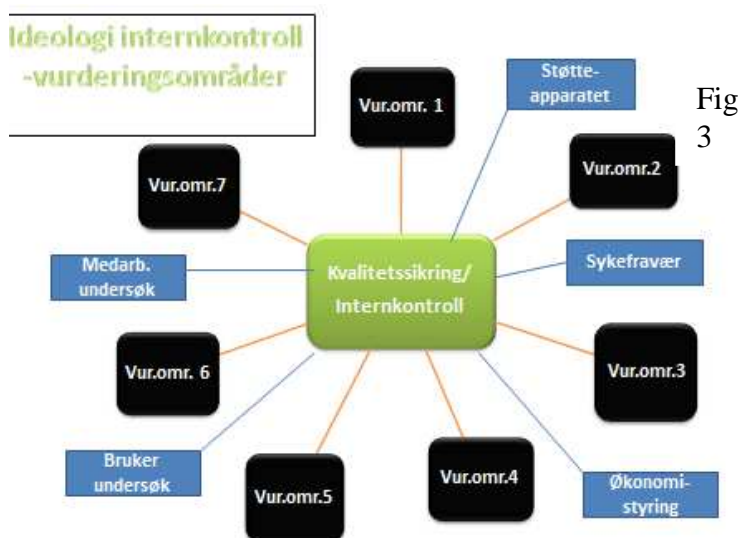 Ideologi internkontroll
-vurderingsområder
Fig
3
Vur.omr. 1
Støtte-
apparatet
Vur.omr.2
Vur.omr.7
Medarb.
undersøk
Kvalitetssikring/
Internkontroll
Sykefravær
Vur.omr. 6
Vur.omr.3
Bruker
undersøk
Vur.omr.5
Vur.omr.4
Økonomi-
styring